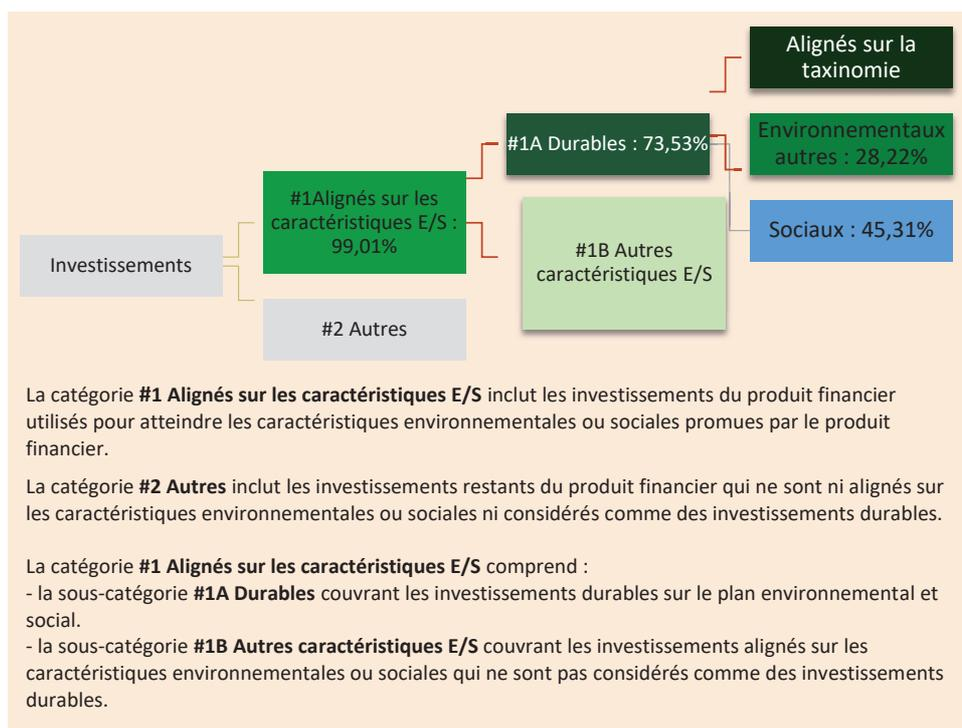 Alignés sur la
taxinomie
#1A Durables : 73,53%
Environnementaux
autres : 28,22%
#1Alignés sur les
caractéristiques E/S :
99,01%
Sociaux : 45,31%
Investissements
#1B Autres
caractéristiques E/S
#2 Autres
La catégorie #1 Alignés sur les caractéristiques E/S inclut les investissements du produit financier
utilisés pour atteindre les caractéristiques environnementales ou sociales promues par le produit
financier.
La catégorie #2 Autres inclut les investissements restants du produit financier qui ne sont ni alignés sur
les caractéristiques environnementales ou sociales ni considérés comme des investissements durables.
La catégorie #1 Alignés sur les caractéristiques E/S comprend :
- la sous-catégorie #1A Durables couvrant les investissements durables sur le plan environnemental et
social.
- la sous-catégorie #1B Autres caractéristiques E/S couvrant les investissements alignés sur les
caractéristiques environnementales ou sociales qui ne sont pas considérés comme des investissements
durables.